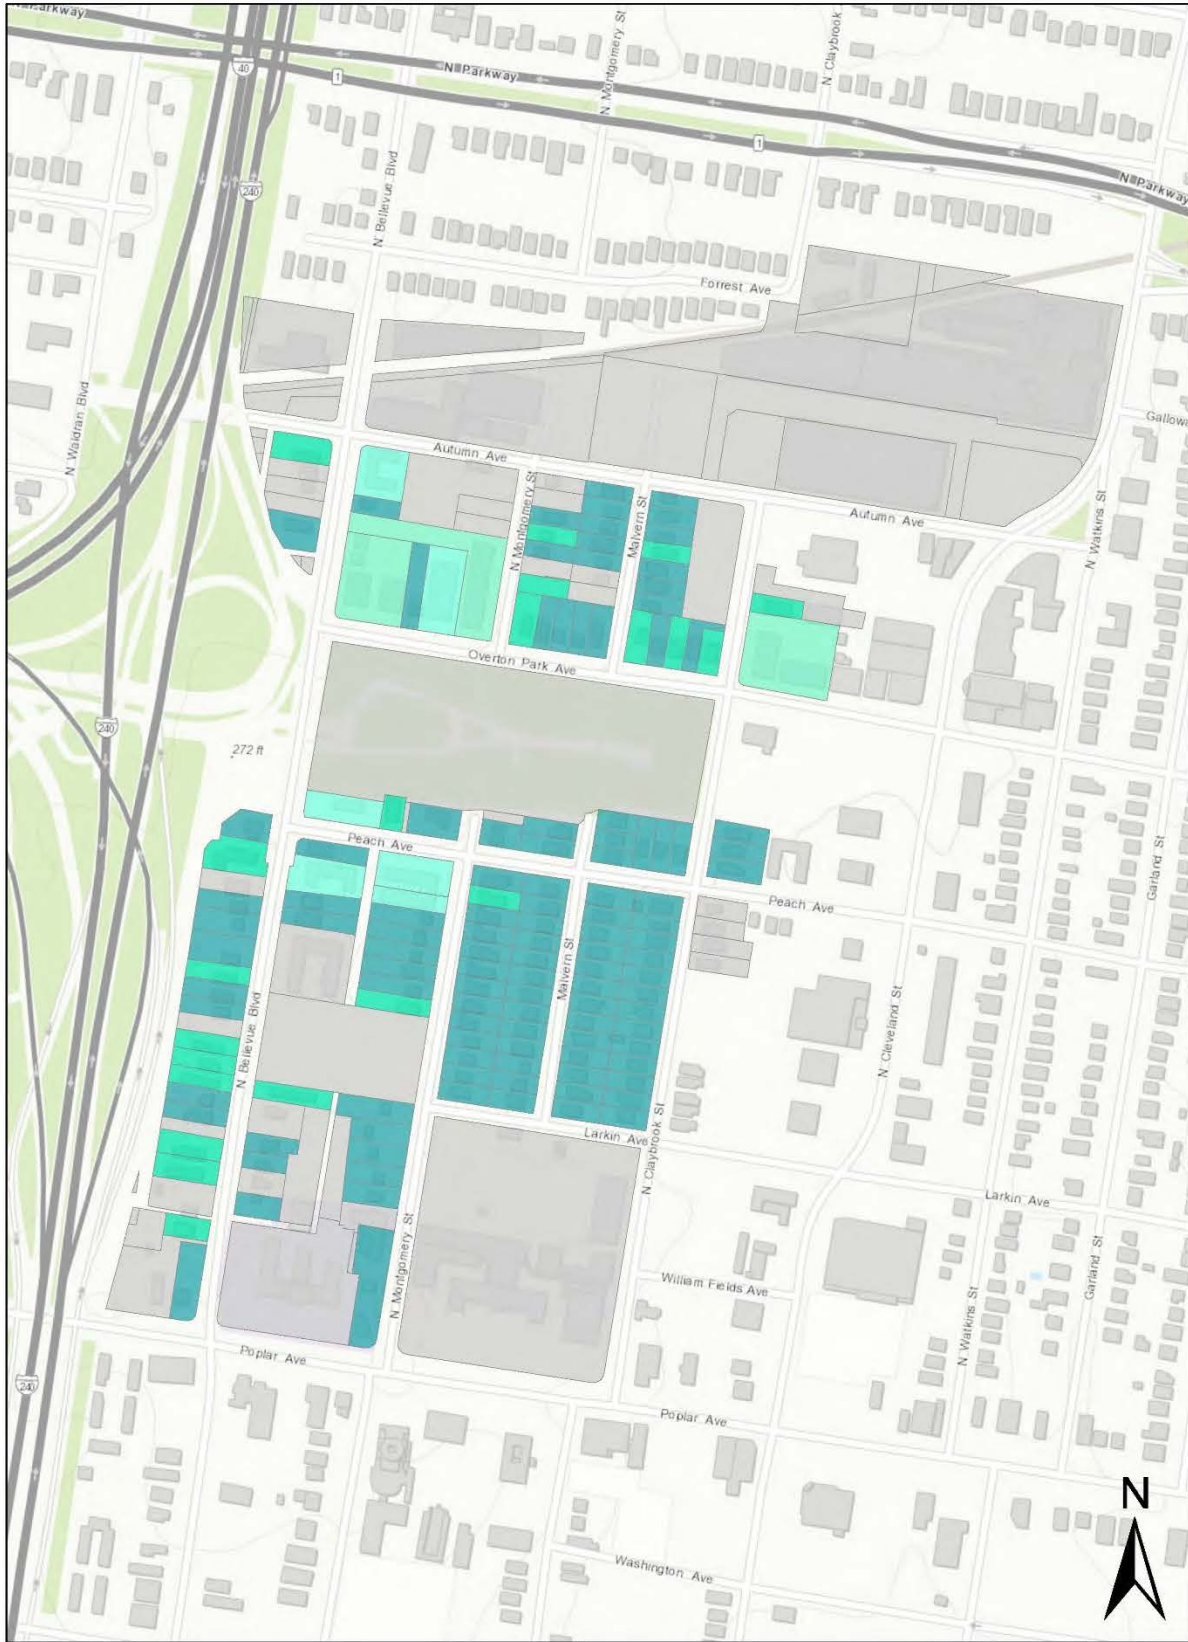 N Parkway
40
1
N Parkway
N Montgomery St
N Claybrook
1
N Parkway
240
N Bellevue Blvd
Forrest Ave
N Waldran Blvd
Autumn Ave
N Montgomery St
Malvern St
Autumn Ave
N Watkins St
Overton Park Ave
240
272 ft
Peach Ave
Garland St
Peach Ave
Malvern St
N Bellevue Blvd
N Cleveland St
Larkin Ave
N Claybrook St
Larkin Ave
N Montgomery St
William Fields Ave
N Watkins St
Garland St
Poplar Ave
240
Poplar Ave
N
Washington Ave